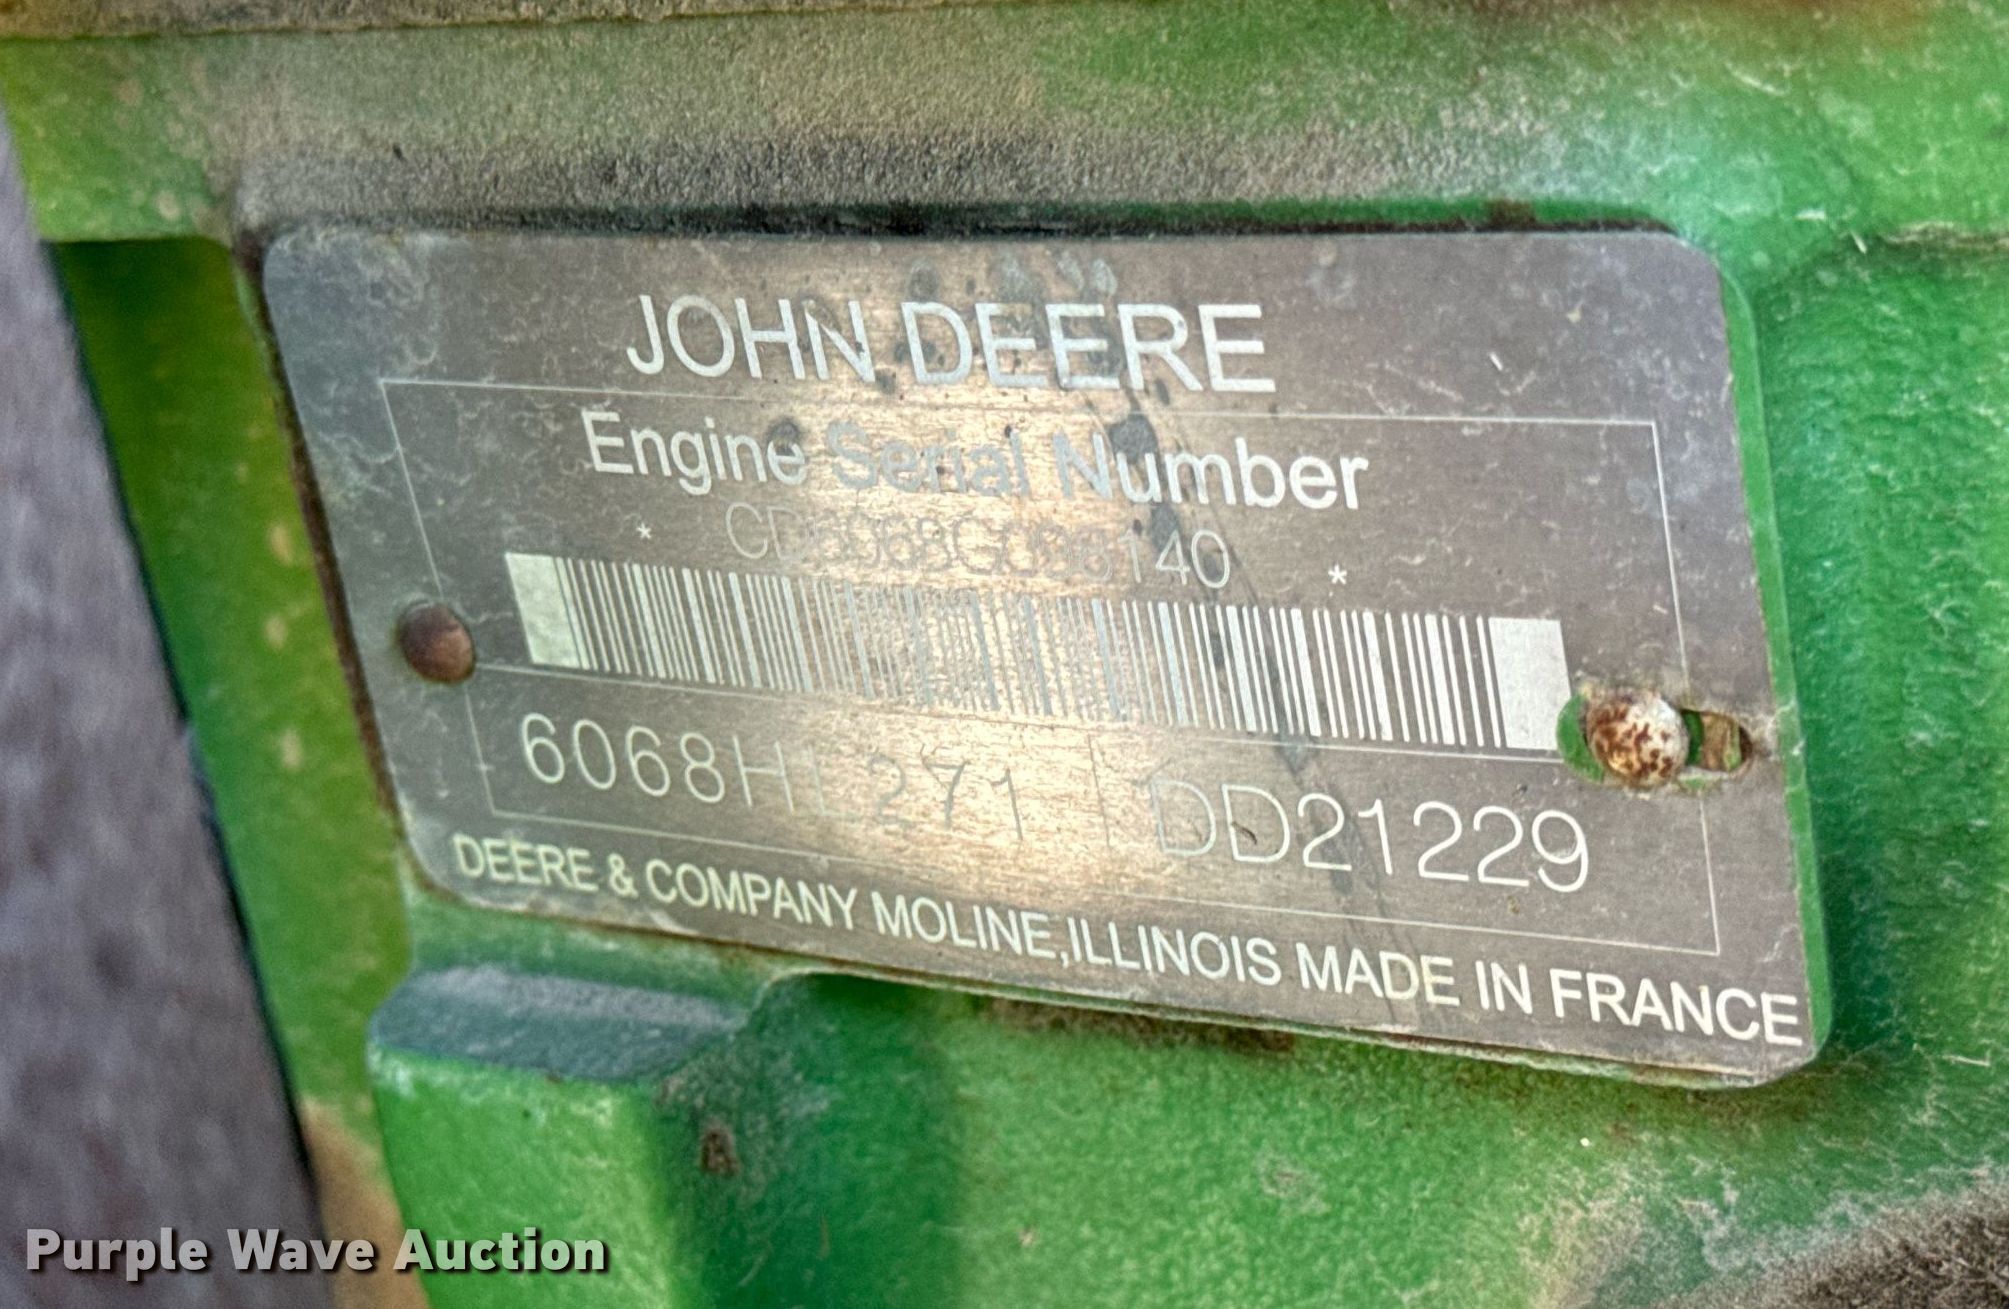 JOHN DEERE
Engine Serial Number
* *
6068HL271 DD21229
DEERE & COMPANY MOLINE, ILLINOIS MADE IN FRANCE
Purple Wave Auction